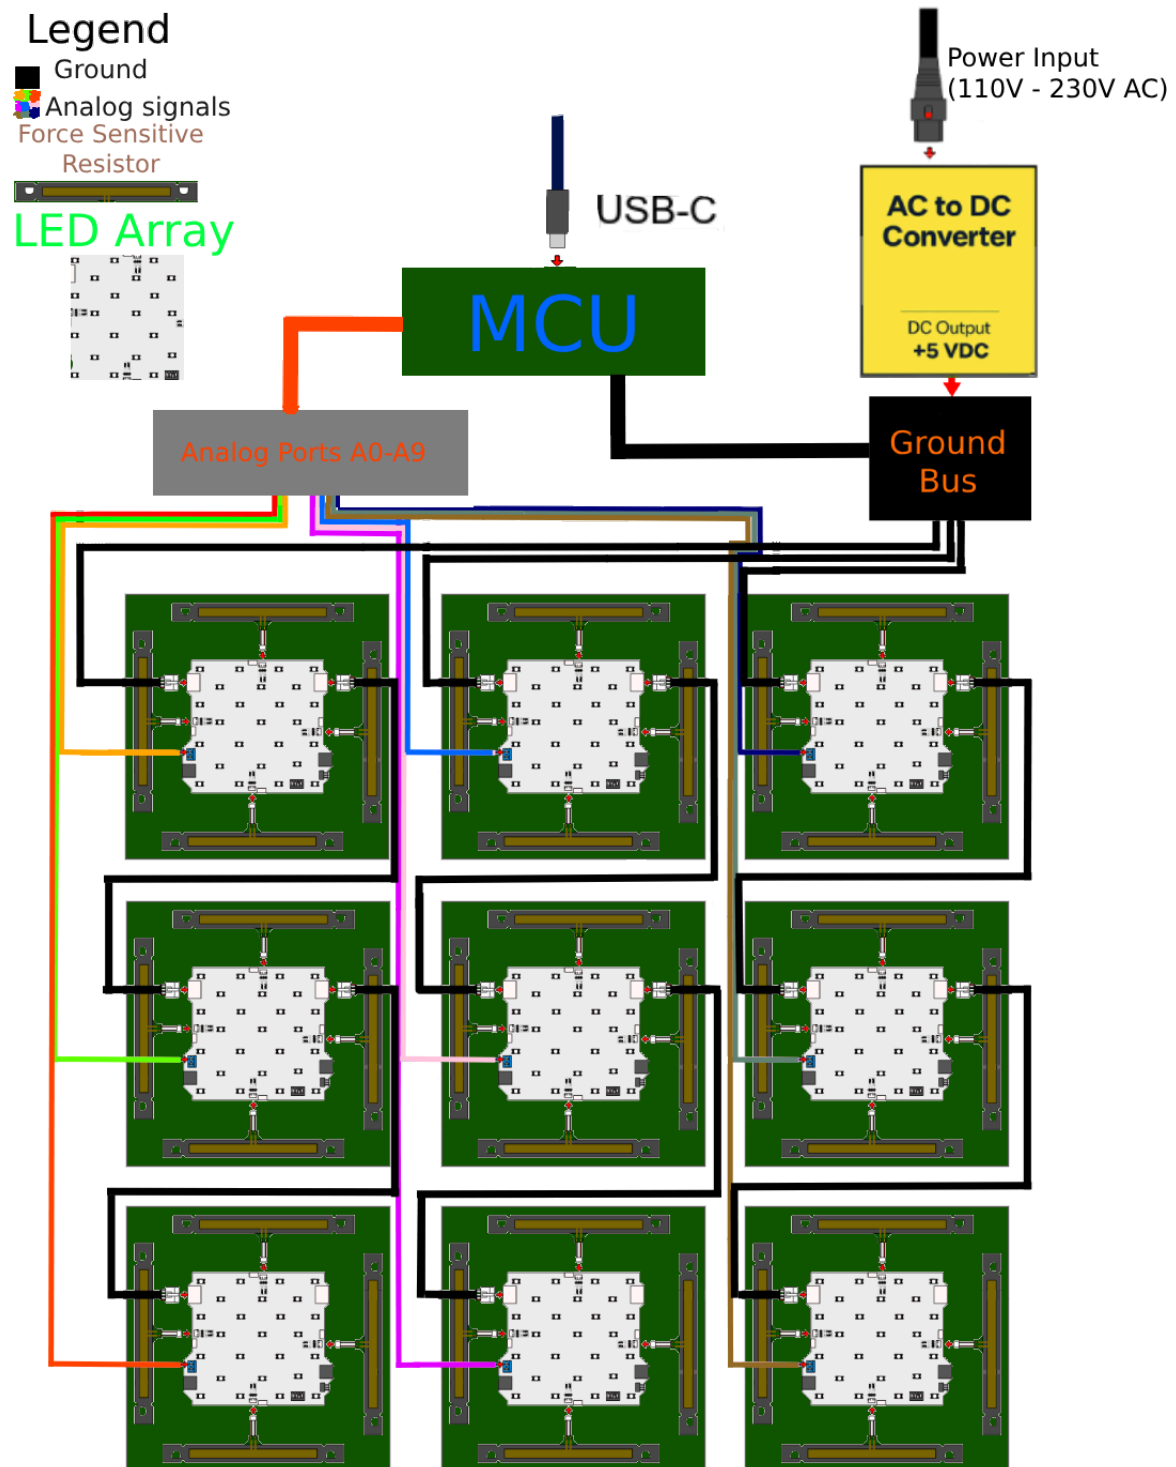 Legend
Ground
Analog signals
Force Sensitive
Resistor
LED Array
Power Input
(110V - 230V AC)
USB-C
AC to DC
Converter
DC Output
+5 VDC
MCU
Analog Ports A0-A9
Ground
Bus